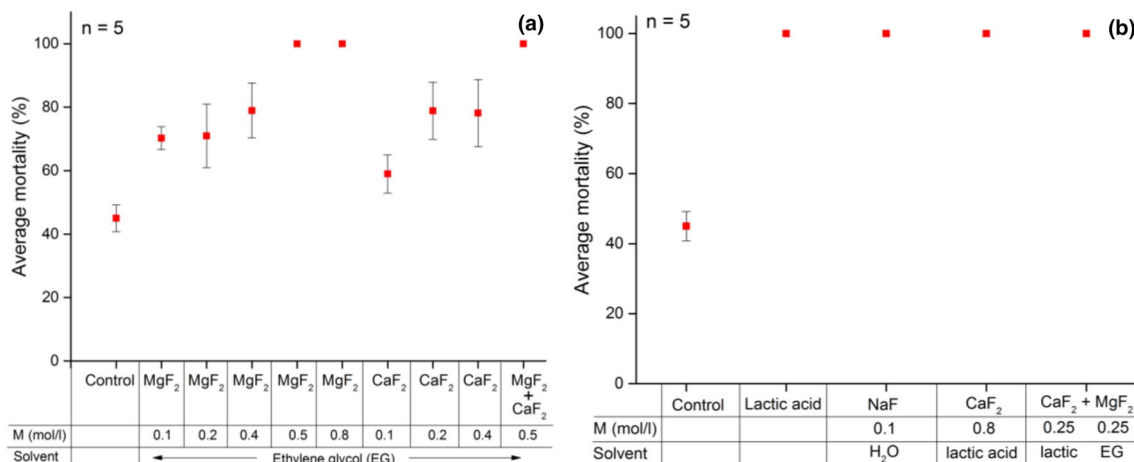 n = 5
(a)
Average mortality (%)
100
80
60
40
20
0
Control MgF₂ MgF₂ MgF₂ MgF₂ MgF₂ CaF₂ CaF₂ CaF₂ MgF₂
+
CaF₂
M (mol/l) 0.1 0.2 0.4 0.5 0.8 0.1 0.2 0.4 0.5
Solvent Ethylene glycol (EG)
n = 5
(b)
Average mortality (%)
100
80
60
40
20
0
Control Lactic acid NaF CaF₂ CaF₂ + MgF₂
M (mol/l) 0.1 0.8 0.25 0.25
Solvent H₂O lactic acid lactic EG